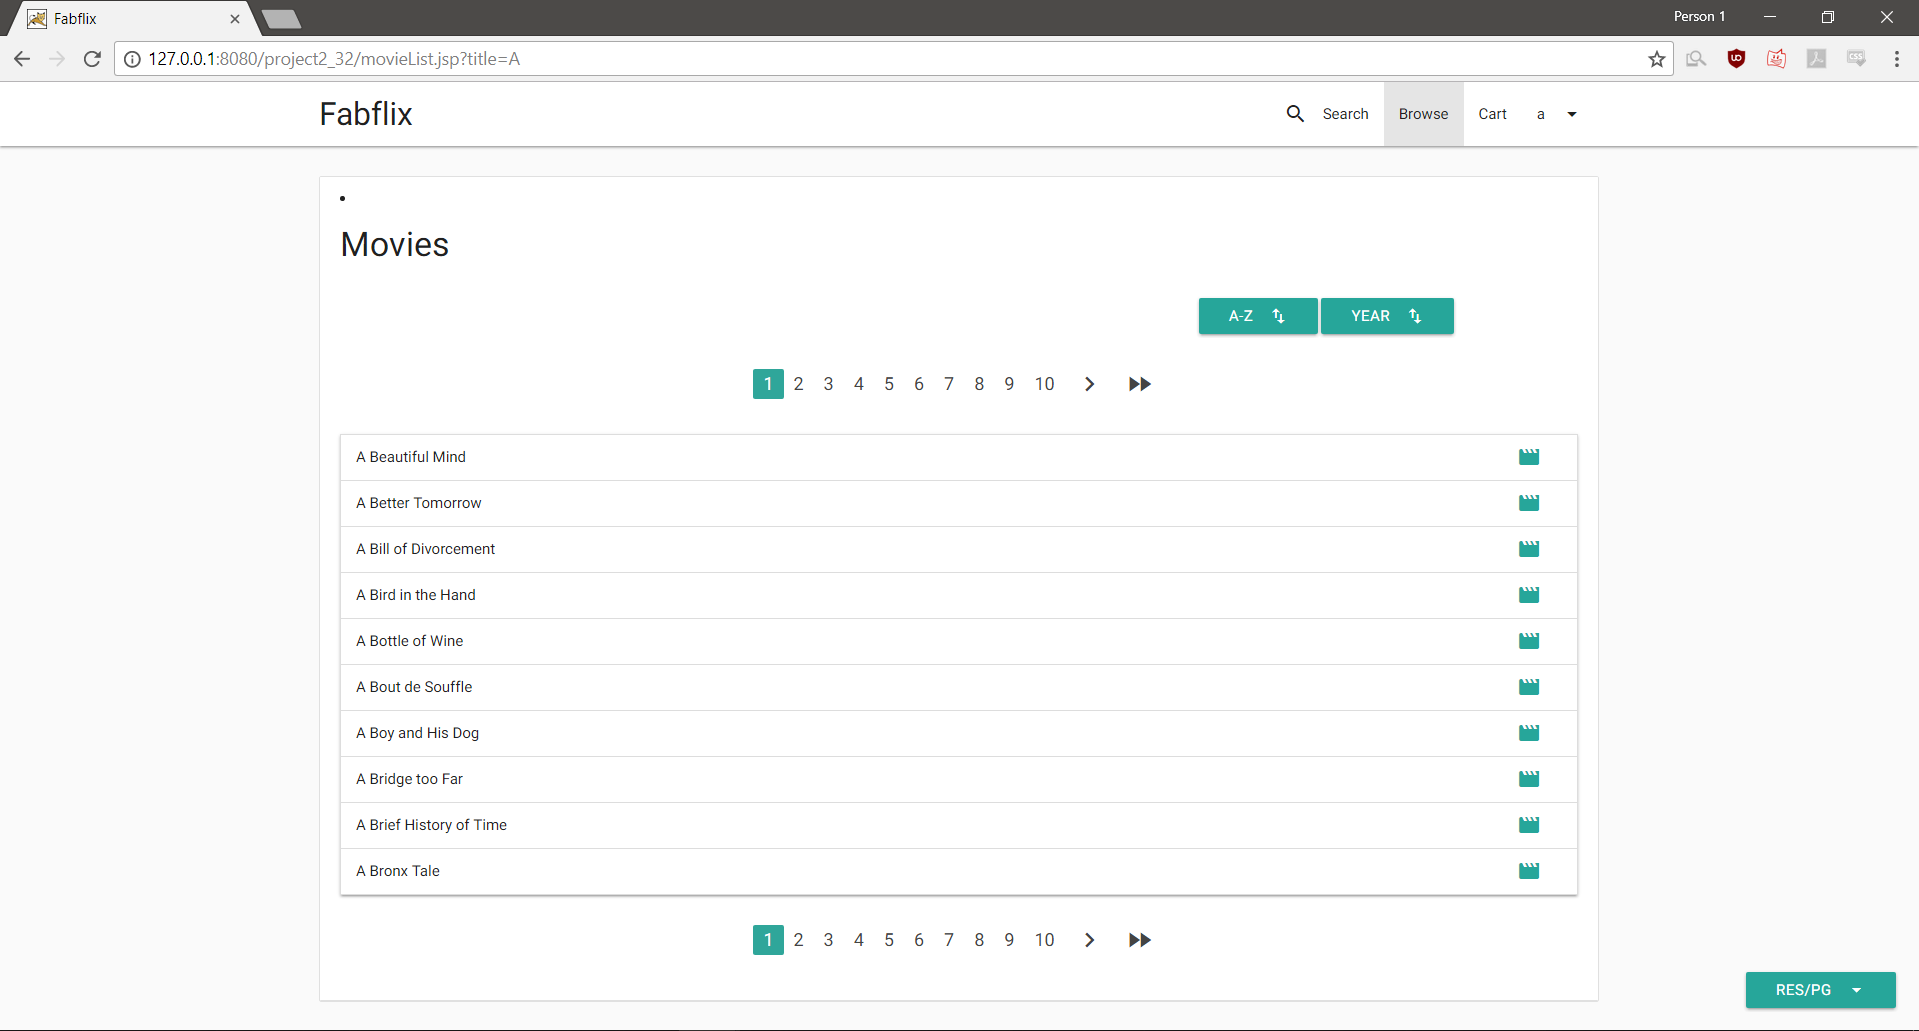 Fabflix
Person 1
127.0.0.1:8080/project2_32/movieList.jsp?title=A
Fabflix
Search Browse Cart a
Movies
A-Z YEAR
1 2 3 4 5 6 7 8 9 10
A Beautiful Mind
A Better Tomorrow
A Bill of Divorcement
A Bird in the Hand
A Bottle of Wine
A Bout de Souffle
A Boy and His Dog
A Bridge too Far
A Brief History of Time
A Bronx Tale
1 2 3 4 5 6 7 8 9 10
RES/PG